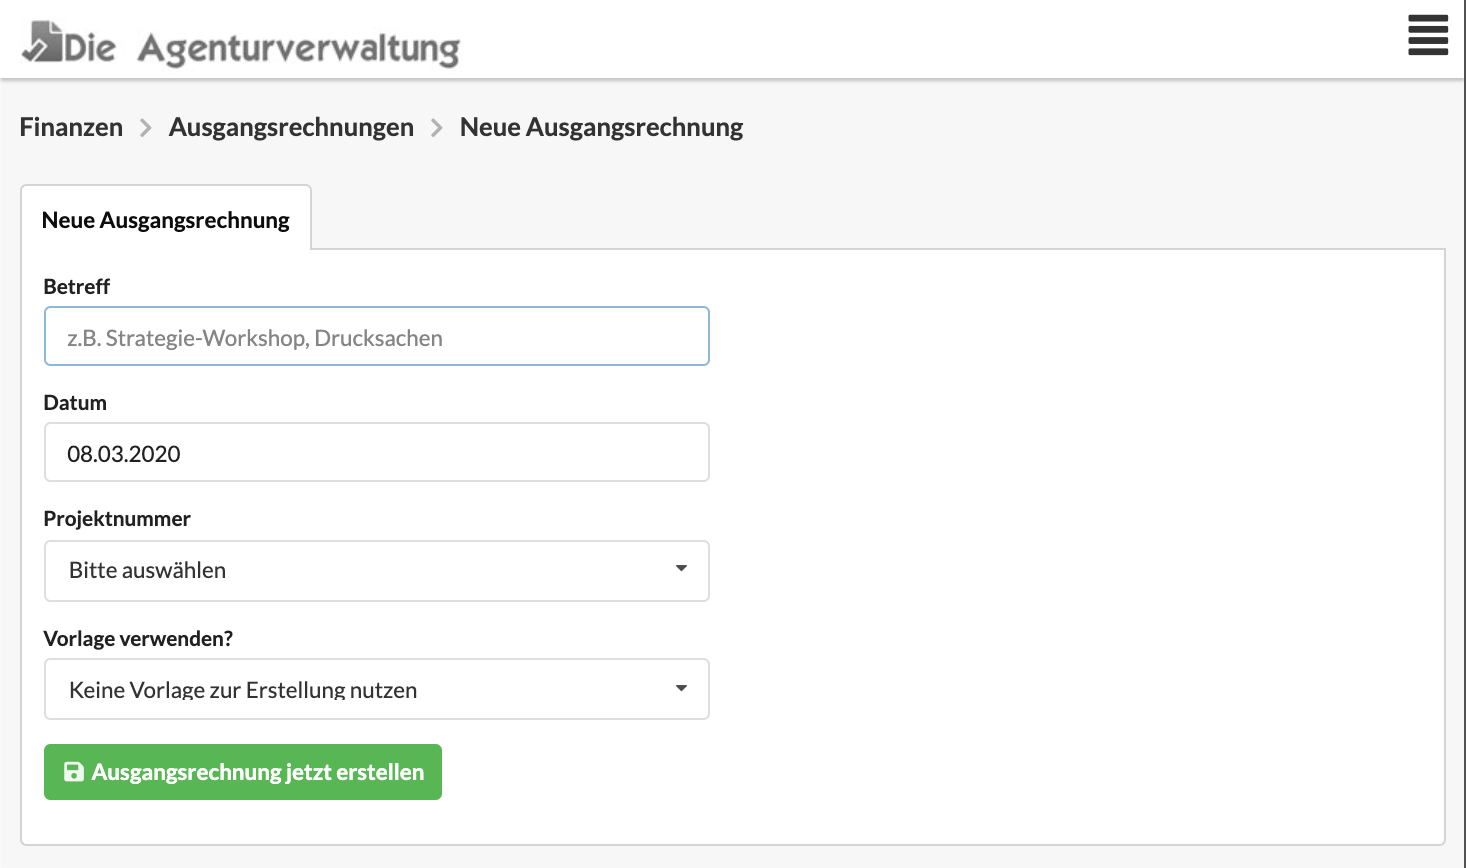 Die Agenturverwaltung
Finanzen > Ausgangsrechnungen > Neue Ausgangsrechnung
Neue Ausgangsrechnung
Betreff
z.B. Strategie-Workshop, Drucksachen
Datum
08.03.2020
Projektnummer
Bitte auswählen
Vorlage verwenden?
Keine Vorlage zur Erstellung nutzen
Ausgangsrechnung jetzt erstellen